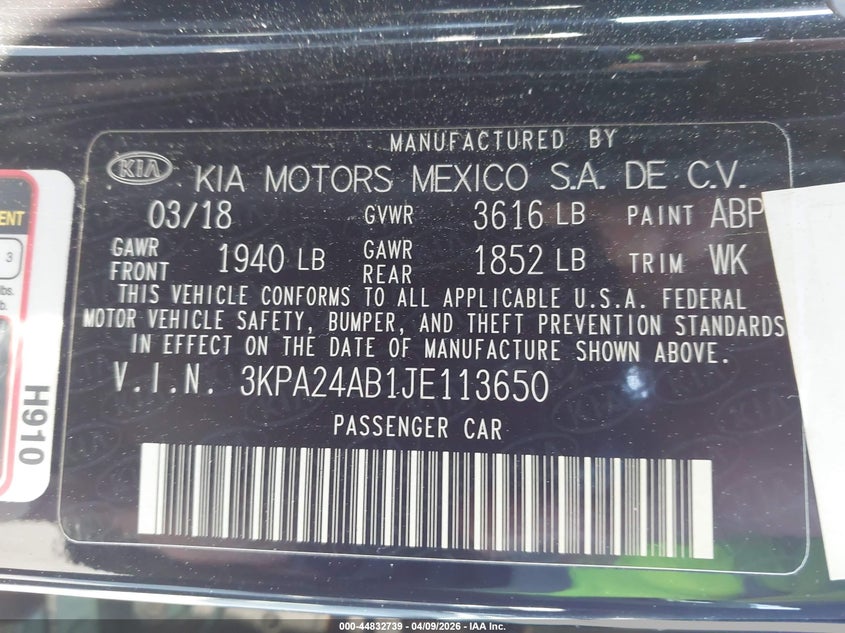 MANUFACTURED BY
KIA KIA MOTORS MEXICO S.A. DE C.V.
03/18 GVWR 3616 LB PAINT ABP
GAWR FRONT 1940 LB GAWR REAR 1852 LB TRIM WK
THIS VEHICLE CONFORMS TO ALL APPLICABLE U.S.A. FEDERAL
MOTOR VEHICLE SAFETY, BUMPER, AND THEFT PREVENTION STANDARDS
IN EFFECT ON THE DATE OF MANUFACTURE SHOWN ABOVE.
V.I.N. 3KPA24AB1JE113650
PASSENGER CAR
ENT
3
lbs.
b.
H910
000-44832739 - 04/09/2026 - IAA Inc.